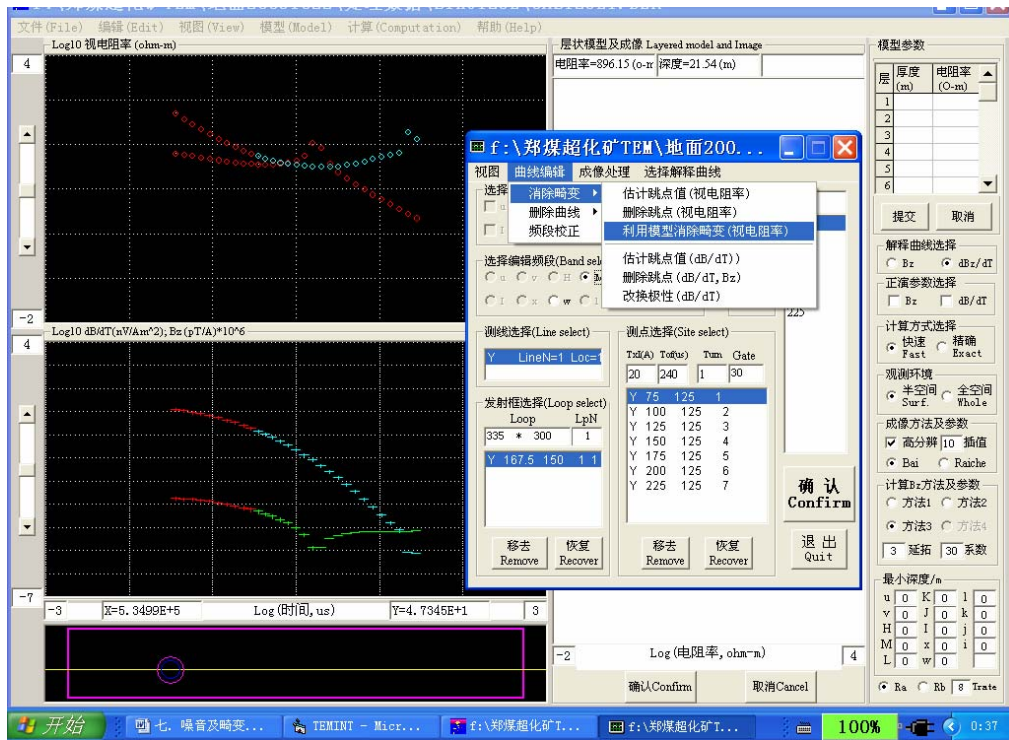 文件(File) 编辑(Edit) 视图(View) 模型(Model) 计算(Computation) 帮助(Help)
Log10 视电阻率(ohm-m)
4
-2
Log10 dB/dT(nV/Am^2); Bz (pT/A)*10^6
4
-7
-3 X=5.3499E+5 Log(时间,us) Y=4.7345E+1 3
层状模型及成像 Layered model and Image
电阻率=896.15 (o-m 深度=21.54(m)
-2 Log(电阻率,ohm-m) 4
确认Confirm 取消Cancel
f:\郑煤超化矿TEM\地面200...
视图 曲线编辑 成像处理 选择解释曲线
消除畸变
删除曲线
频段校正
估计跳点值(视电阻率)
删除跳点(视电阻率)
利用模型消除畸变(视电阻率)
估计跳点值(dB/dT))
删除跳点(dB/dT,Bz)
改换极性(dB/dT)
选择
选择编辑频段(Band sel
u v H
I x w
225
测线选择(Line select)
Y LineN=1 Loc=1
发射框选择(Loop select)
Loop LpN
335 * 300 1
Y 167.5 150 1 1
移去 恢复
Remove Recover
测点选择(Site select)
TxI(A) Tof(us) Turn Gate
20 240 1 30
Y 75 125 1
Y 100 125 2
Y 125 125 3
Y 150 125 4
Y 175 125 5
Y 200 125 6
Y 225 125 7
移去 恢复
Remove Recover
确认
Confirm
退出
Quit
模型参数
层 厚度(m) 电阻率(O-m)
1
2
3
4
5
6
提交 取消
解释曲线选择
Bz dBz/dT
正演参数选择
Bz dB/dT
计算方式选择
快速 Fast 精确 Exact
观测环境
半空间 Surf. 全空间 Whole
成像方法及参数
高分辨 10 插值
Bai Raiche
计算Bz方法及参数
方法1 方法2
方法3 方法4
3 延拓 30 系数
最小深度/m
u 0 K 0 l 0
v 0 J 0 k 0
H 0 I 0 j 0
M 0 x 0 i 0
L 0 w 0
Ra Rb 8 Trate
开始 七. 噪音及畸变... TEMINT - Micr... f:\郑煤超化矿T... f:\郑煤超化矿T... 100% 0:37